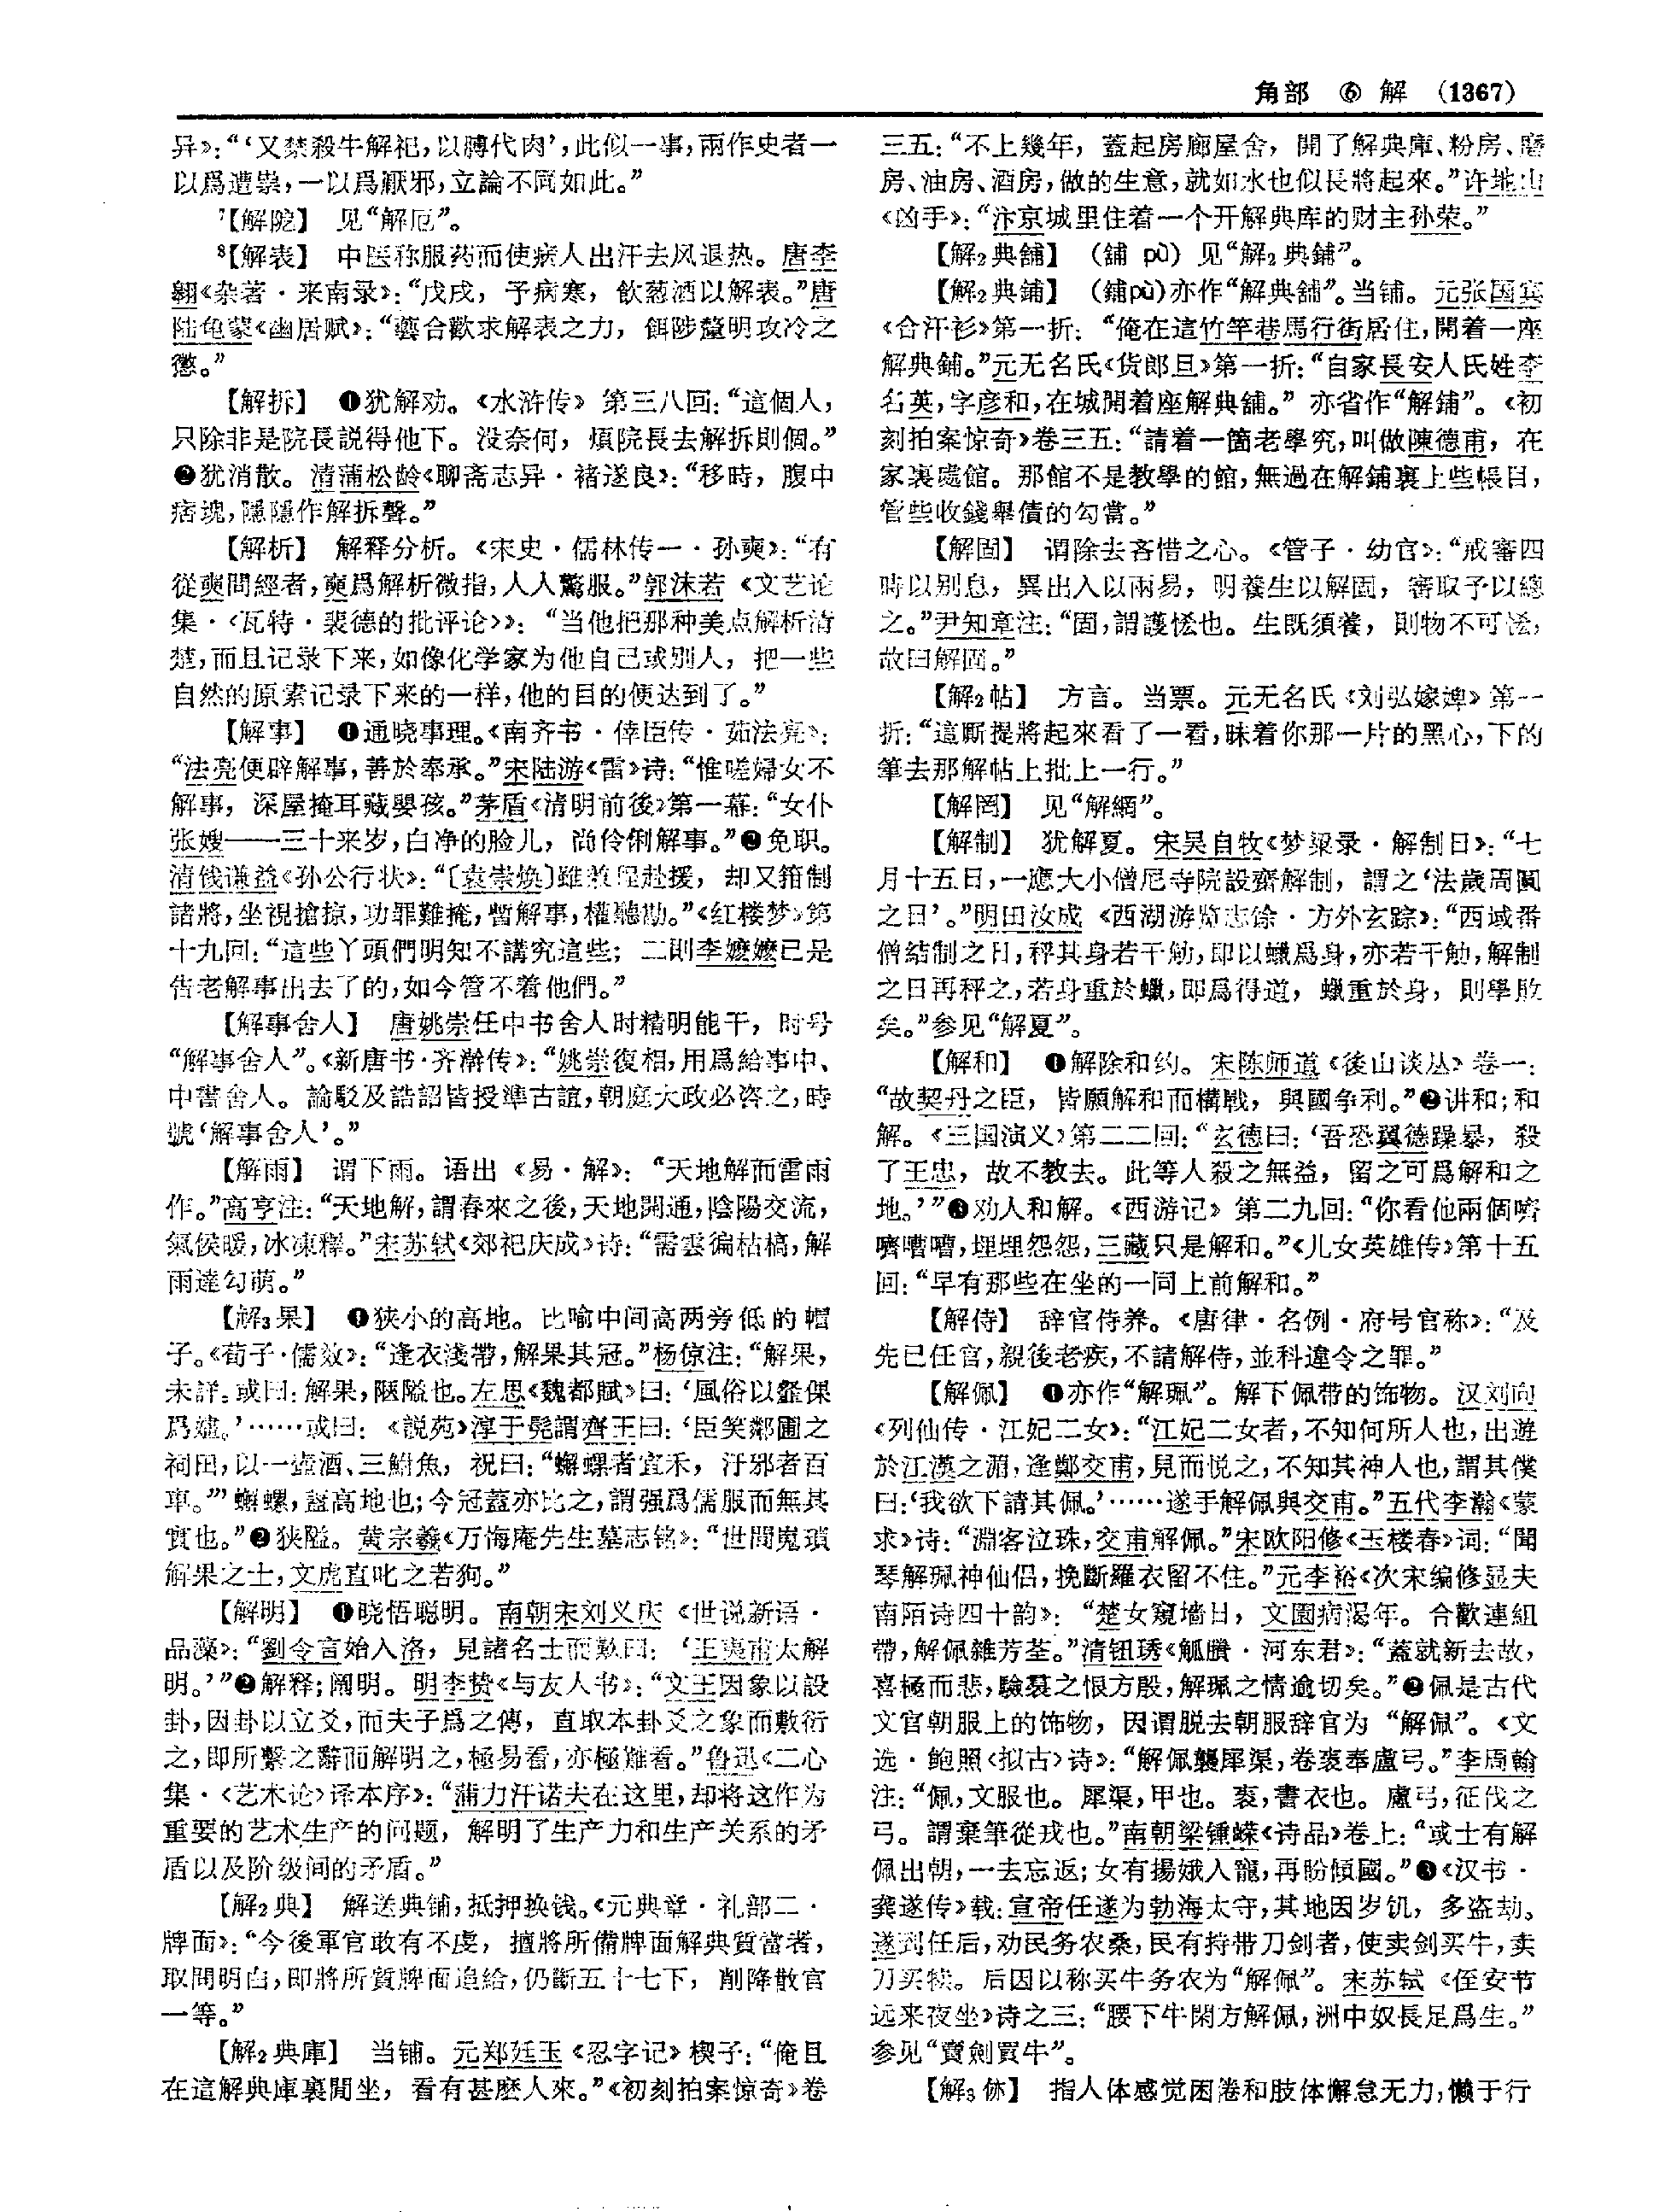 角部 ⑥ 解 (1367)
异》：“‘又禁殺牛解祀，以膊代肉’，此似一事，兩作史者一
以爲遭祟，一以爲厭邪，立論不同如此。”
⁷【解阸】 见“解厄”。
⁸【解表】 中医称服药而使病人出汗去风退热。唐李
翱《杂著·来南录》：“戊戌，予病寒，飲葱酒以解表。”唐
陆龟蒙《幽居赋》：“藝合歡求解表之力，餌陟釐明攻冷之
徵。”
【解拆】 ❶犹解劝。《水浒传》第三八回：“這個人，
只除非是院長説得他下。没奈何，煩院長去解拆則個。”
❷犹消散。清蒲松龄《聊斋志异·褚遂良》：“移時，腹中
痞塊，隱隱作解拆聲。”
【解析】 解释分析。《宋史·儒林传一·孙奭》：“有
從奭問經者，奭爲解析微指，人人驚服。”郭沫若《文艺论
集·〈瓦特·裴德的批评论〉》：“当他把那种美点解析清
楚，而且记录下来，如像化学家为他自己或别人，把一些
自然的原素记录下来的一样，他的目的便达到了。”
【解事】 ❶通晓事理。《南齐书·倖臣传·茹法亮》：
“法亮便辟解事，善於奉承。”宋陆游《雷》诗：“惟嗟婦女不
解事，深屋掩耳藏嬰孩。”茅盾《清明前後》第一幕：“女仆
张嫂——三十来岁，白净的脸儿，尚伶俐解事。”❷免职。
清钱谦益《孙公行状》：“〔袁崇焕〕雖兼程赴援，却又箝制
諸將，坐視搶掠，功罪難掩，暫解事，權聽勘。”《红楼梦》第
十九回：“這些丫頭們明知不講究這些；二則李嬷嬷已是
告老解事出去了的，如今管不着他們。”
【解事舍人】 唐姚崇任中书舍人时精明能干，时号
“解事舍人”。《新唐书·齐澣传》：“姚崇復相，用爲給事中、
中書舍人。論駁及誥詔皆授準古誼，朝庭大政必咨之，時
號‘解事舍人’。”
【解雨】 谓下雨。语出《易·解》：“天地解而雷雨
作。”高亨注：“天地解，謂春來之後，天地開通，陰陽交流，
氣侯暖，冰凍釋。”宋苏轼《郊祀庆成》诗：“需雲徧枯槁，解
雨達勾萌。”
【解₃果】 ❶狭小的高地。比喻中间高两旁低的帽
子。《荀子·儒效》：“逢衣淺帶，解果其冠。”杨倞注：“解果，
未詳。或曰：解果，陿隘也。左思《魏都賦》曰：‘風俗以韰倮
爲嫿。’……或曰：《説苑》淳于髡謂齊王曰：‘臣笑鄰圃之
祠田，以一壺酒、三鮒魚，祝曰：“蟹螺者宜禾，汙邪者百
車。”’蟹螺，蓋高地也；今冠蓋亦比之，謂强爲儒服而無其
實也。”❷狭隘。黄宗羲《万悔庵先生墓志铭》：“世間嵬瑣
解果之士，文虎直叱之若狗。”
【解明】 ❶晓悟聪明。南朝宋刘义庆《世说新语·
品藻》：“劉令言始入洛，見諸名士而歎曰：‘王夷甫太解
明。’”❷解释；阐明。明李贽《与友人书》：“文王因象以設
卦，因卦以立爻，而夫子爲之傳，直取本卦爻之象而敷衍
之，即所繫之辭而解明之，極易看，亦極難看。”鲁迅《二心
集·〈艺术论〉译本序》：“蒲力汗诺夫在这里，却将这作为
重要的艺术生产的问题，解明了生产力和生产关系的矛
盾以及阶级间的矛盾。”
【解₂典】 解送典铺，抵押换钱。《元典章·礼部二·
牌面》：“今後軍官敢有不虔，擅將所備牌面解典質當者，
取問明白，即將所質牌面追給，仍斷五十七下，削降散官
一等。”
【解₂典庫】 当铺。元郑廷玉《忍字记》楔子：“俺且
在這解典庫裏閒坐，看有甚麽人來。”《初刻拍案惊奇》卷
三五：“不上幾年，蓋起房廊屋舍，開了解典庫、粉房、磨
房、油房、酒房，做的生意，就如水也似長將起來。”许地山
《凶手》：“汴京城里住着一个开解典库的财主孙荣。”
【解₂典舖】 （舖 pù）见“解₂典鋪”。
【解₂典鋪】 （鋪pù）亦作“解典舖”。当铺。元张国宾
《合汗衫》第一折：“俺在這竹竿巷馬行街居住，開着一座
解典鋪。”元无名氏《货郎旦》第一折：“自家長安人氏姓李
名英，字彦和，在城開着座解典舖。”亦省作“解鋪”。《初
刻拍案惊奇》卷三五：“請着一箇老學究，叫做陳德甫，在
家裏處館。那館不是教學的館，無過在解鋪裏上些帳目，
管些收錢舉債的勾當。”
【解固】 谓除去吝惜之心。《管子·幼官》：“戒審四
時以别息，異出入以兩易，明養生以解固，審取予以總
之。”尹知章注：“固，謂護恡也。生既須養，則物不可恡，
故曰解固。”
【解₂帖】 方言。当票。元无名氏《刘弘嫁婢》第一
折：“這厮提將起來看了一看，昧着你那一片的黑心，下的
筆去那解帖上批上一行。”
【解罔】 见“解網”。
【解制】 犹解夏。宋吴自牧《梦粱录·解制日》：“七
月十五日，一應大小僧尼寺院設齋解制，謂之‘法歲周圓
之日’。”明田汝成《西湖游览志馀·方外玄踪》：“西域番
僧結制之日，秤其身若干觔，即以蠟爲身，亦若干觔，解制
之日再秤之，若身重於蠟，即爲得道，蠟重於身，則學敗
矣。”参见“解夏”。
【解和】 ❶解除和约。宋陈师道《後山谈丛》卷一：
“故契丹之臣，皆願解和而構戰，與國争利。”❷讲和；和
解。《三国演义》第二二回：“玄德曰：‘吾恐翼德躁暴，殺
了王忠，故不教去。此等人殺之無益，留之可爲解和之
地。’”❸劝人和解。《西游记》第二九回：“你看他兩個嚌
嚌嘈嘈，埋埋怨怨，三藏只是解和。”《儿女英雄传》第十五
回：“早有那些在坐的一同上前解和。”
【解侍】 辞官侍养。《唐律·名例·府号官称》：“及
先已任官，親後老疾，不請解侍，並科違令之罪。”
【解佩】 ❶亦作“解珮”。解下佩带的饰物。汉刘向
《列仙传·江妃二女》：“江妃二女者，不知何所人也，出遊
於江漢之湄，逢鄭交甫，見而悦之，不知其神人也，謂其僕
曰：‘我欲下請其佩。’……遂手解佩與交甫。”五代李瀚《蒙
求》诗：“淵客泣珠，交甫解佩。”宋欧阳修《玉楼春》词：“聞
琴解珮神仙侣，挽斷羅衣留不住。”元李裕《次宋编修显夫
南陌诗四十韵》：“楚女窺墙日，文園病渴年。合歡連組
帶，解佩雜芳荃。”清钮琇《觚賸·河东君》：“蓋就新去故，
喜極而悲，驗裘之恨方殷，解珮之情逾切矣。”❷佩是古代
文官朝服上的饰物，因谓脱去朝服辞官为“解佩”。《文
选·鲍照〈拟古〉诗》：“解佩襲犀渠，卷袠奉盧弓。”李周翰
注：“佩，文服也。犀渠，甲也。袠，書衣也。盧弓，征伐之
弓。謂棄筆從戎也。”南朝梁锺嵘《诗品》卷上：“或士有解
佩出朝，一去忘返；女有揚娥入寵，再盼傾國。”❸《汉书·
龚遂传》载：宣帝任遂为勃海太守，其地因岁饥，多盗劫。
遂到任后，劝民务农桑，民有持带刀剑者，使卖剑买牛，卖
刀买犊。后因以称买牛务农为“解佩”。宋苏轼《侄安节
远来夜坐》诗之三：“腰下牛閑方解佩，洲中奴長足爲生。”
参见“賣劍買牛”。
【解₃㑊】 指人体感觉困倦和肢体懈怠无力，懒于行